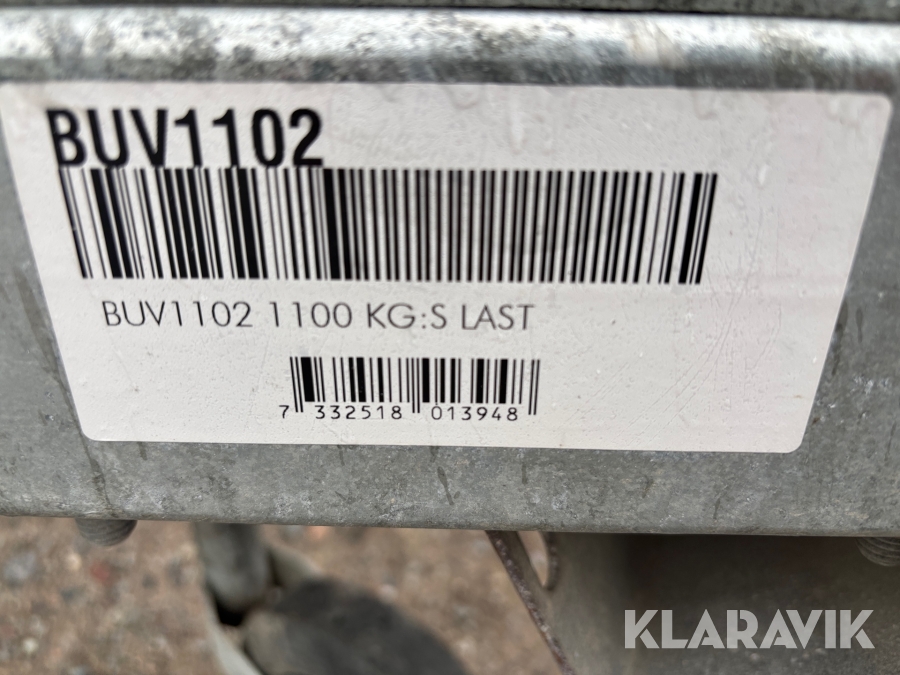 BUV1102
BUV1102 1100 KG:S LAST
7 332518 013948
KLARAVIK